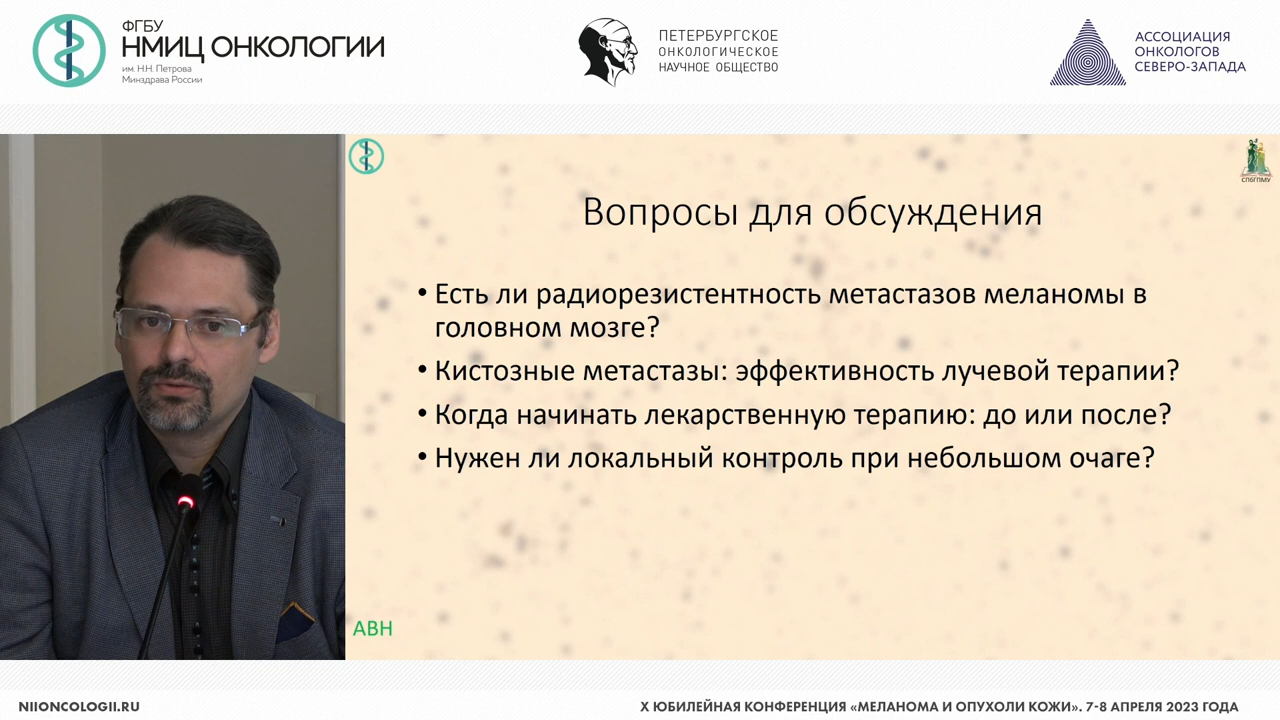 ФГБУ
НМИЦ ОНКОЛОГИИ
им. Н.Н. Петрова
Минздрава России
ПЕТЕРБУРГСКОЕ
ОНКОЛОГИЧЕСКОЕ
НАУЧНОЕ ОБЩЕСТВО
АССОЦИАЦИЯ
ОНКОЛОГОВ
СЕВЕРО-ЗАПАДА
СПбГПМУ
Вопросы для обсуждения
• Есть ли радиорезистентность метастазов меланомы в
головном мозге?
• Кистозные метастазы: эффективность лучевой терапии?
• Когда начинать лекарственную терапию: до или после?
• Нужен ли локальный контроль при небольшом очаге?
АВН
NIIONCOLOGII.RU
X ЮБИЛЕЙНАЯ КОНФЕРЕНЦИЯ «МЕЛАНОМА И ОПУХОЛИ КОЖИ». 7-8 АПРЕЛЯ 2023 ГОДА